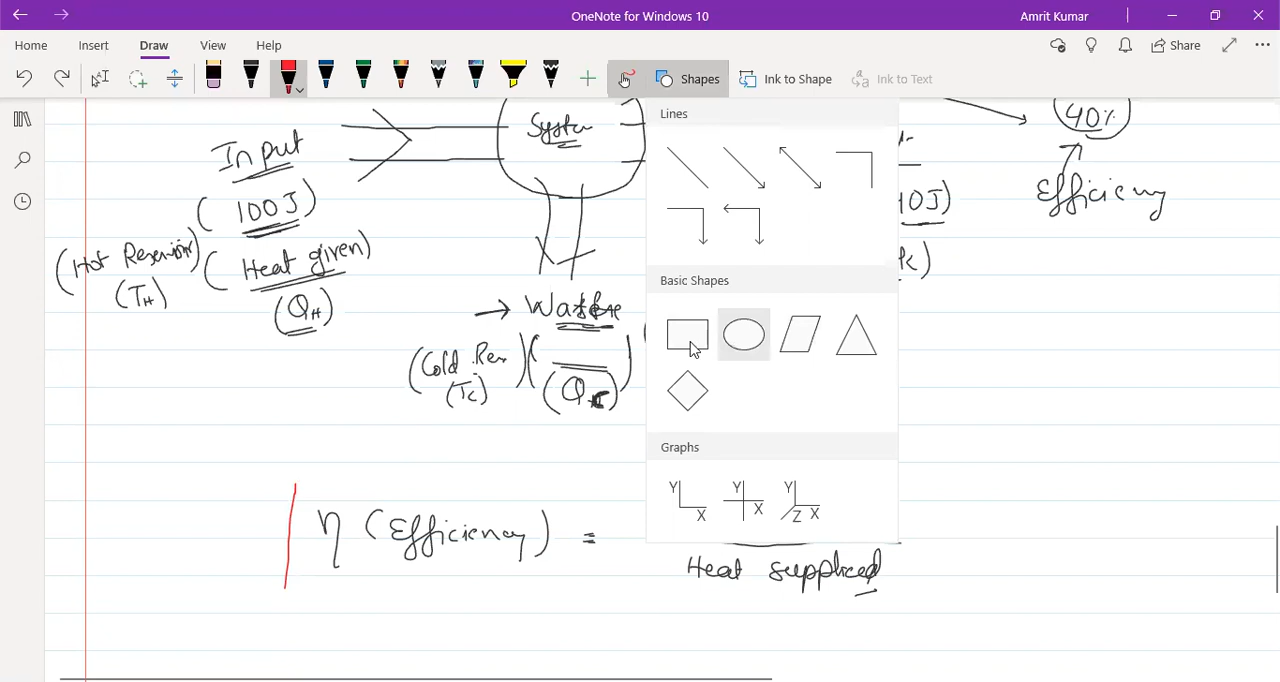 OneNote for Windows 10
Amrit Kumar
Home Insert Draw View Help
Share
Shapes
Ink to Shape
Ink to Text
Lines
Basic Shapes
Graphs
Y X
Y X
Y Z X
System
40%
Efficiency
Input
(100J)
(Heat given)
(QH)
(Hot Reservior)
(TH)
→ Waste
(Cold Res)
(Tc)
η (Efficiency) =
Heat supplied